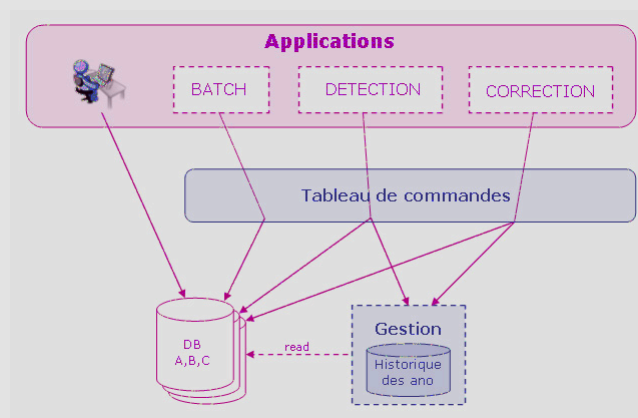 Applications
BATCH
DETECTION
CORRECTION
Tableau de commandes
DB
A,B,C
read
Gestion
Historique
des ano